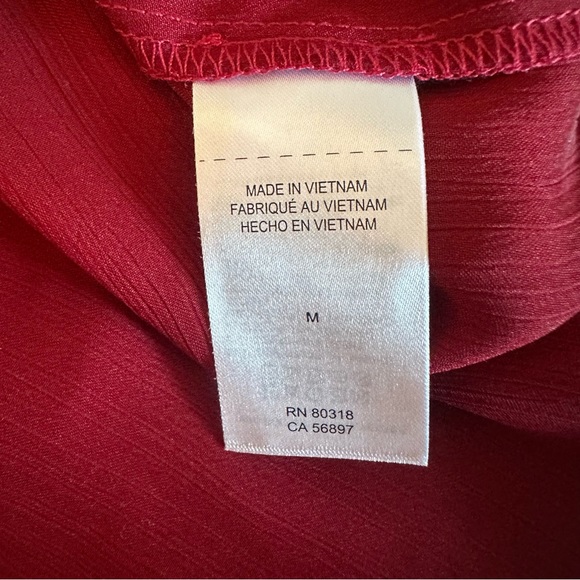 MADE IN VIETNAM
FABRIQUÉ AU VIETNAM
HECHO EN VIETNAM
M
RN 80318
CA 56897